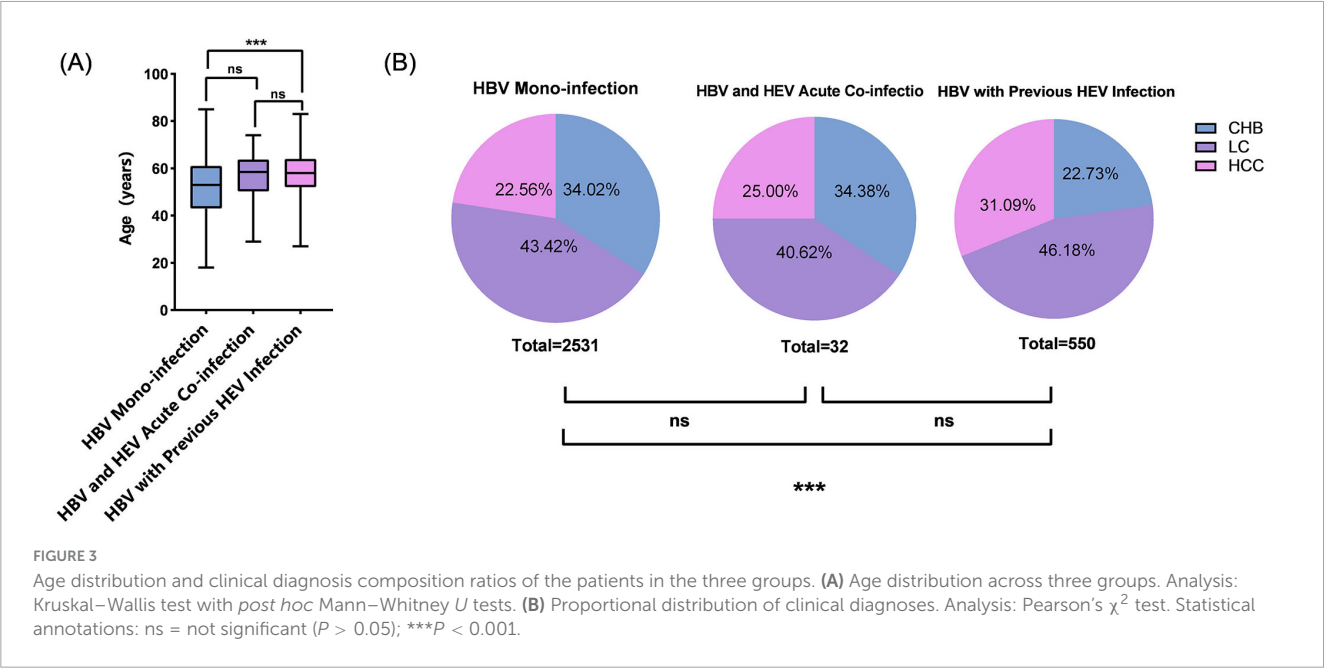 (A)
***
ns
ns
100
80
60
40
20
0
Age (years)
HBV Mono-infection
HBV and HEV Acute Co-infection
HBV with Previous HEV Infection
(B)
HBV Mono-infection
22.56%
34.02%
43.42%
Total=2531
HBV and HEV Acute Co-infectio
25.00%
34.38%
40.62%
Total=32
HBV with Previous HEV Infection
31.09%
22.73%
46.18%
Total=550
CHB
LC
HCC
ns
ns
***
FIGURE 3
Age distribution and clinical diagnosis composition ratios of the patients in the three groups. (A) Age distribution across three groups. Analysis:
Kruskal–Wallis test with post hoc Mann–Whitney U tests. (B) Proportional distribution of clinical diagnoses. Analysis: Pearson's χ² test. Statistical
annotations: ns = not significant (P > 0.05); ***P < 0.001.